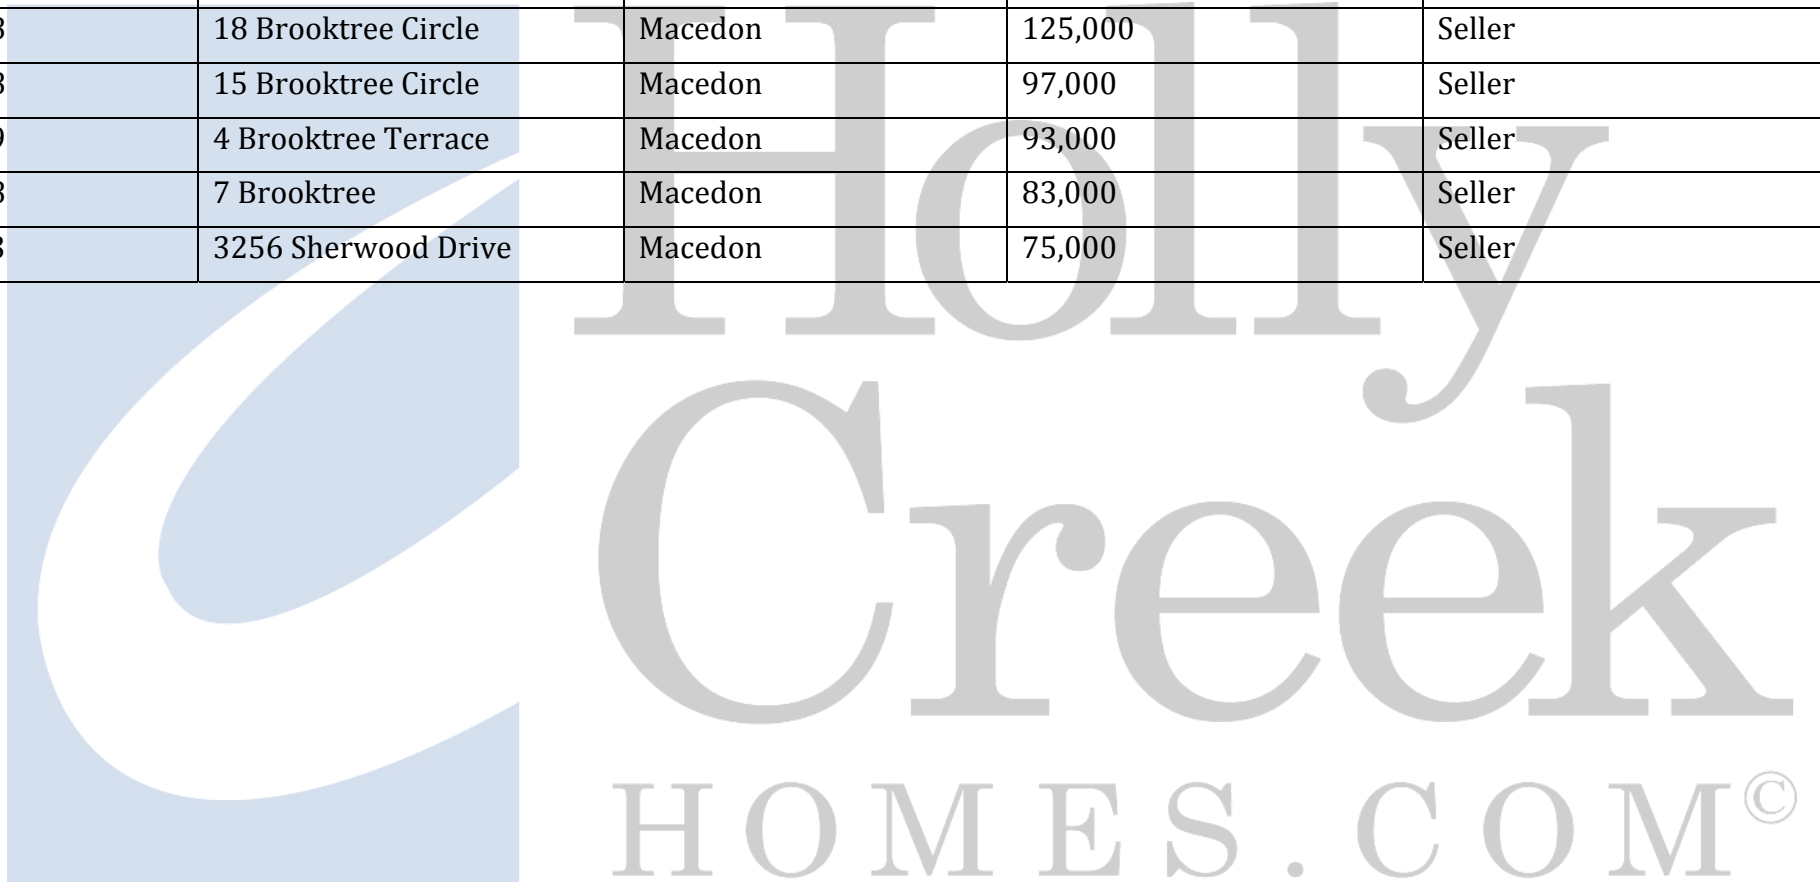 18 Brooktree Circle Macedon 125,000 Seller
15 Brooktree Circle Macedon 97,000 Seller
4 Brooktree Terrace Macedon 93,000 Seller
7 Brooktree Macedon 83,000 Seller
3256 Sherwood Drive Macedon 75,000 Seller
Holly
Creek
HOMES.COM©